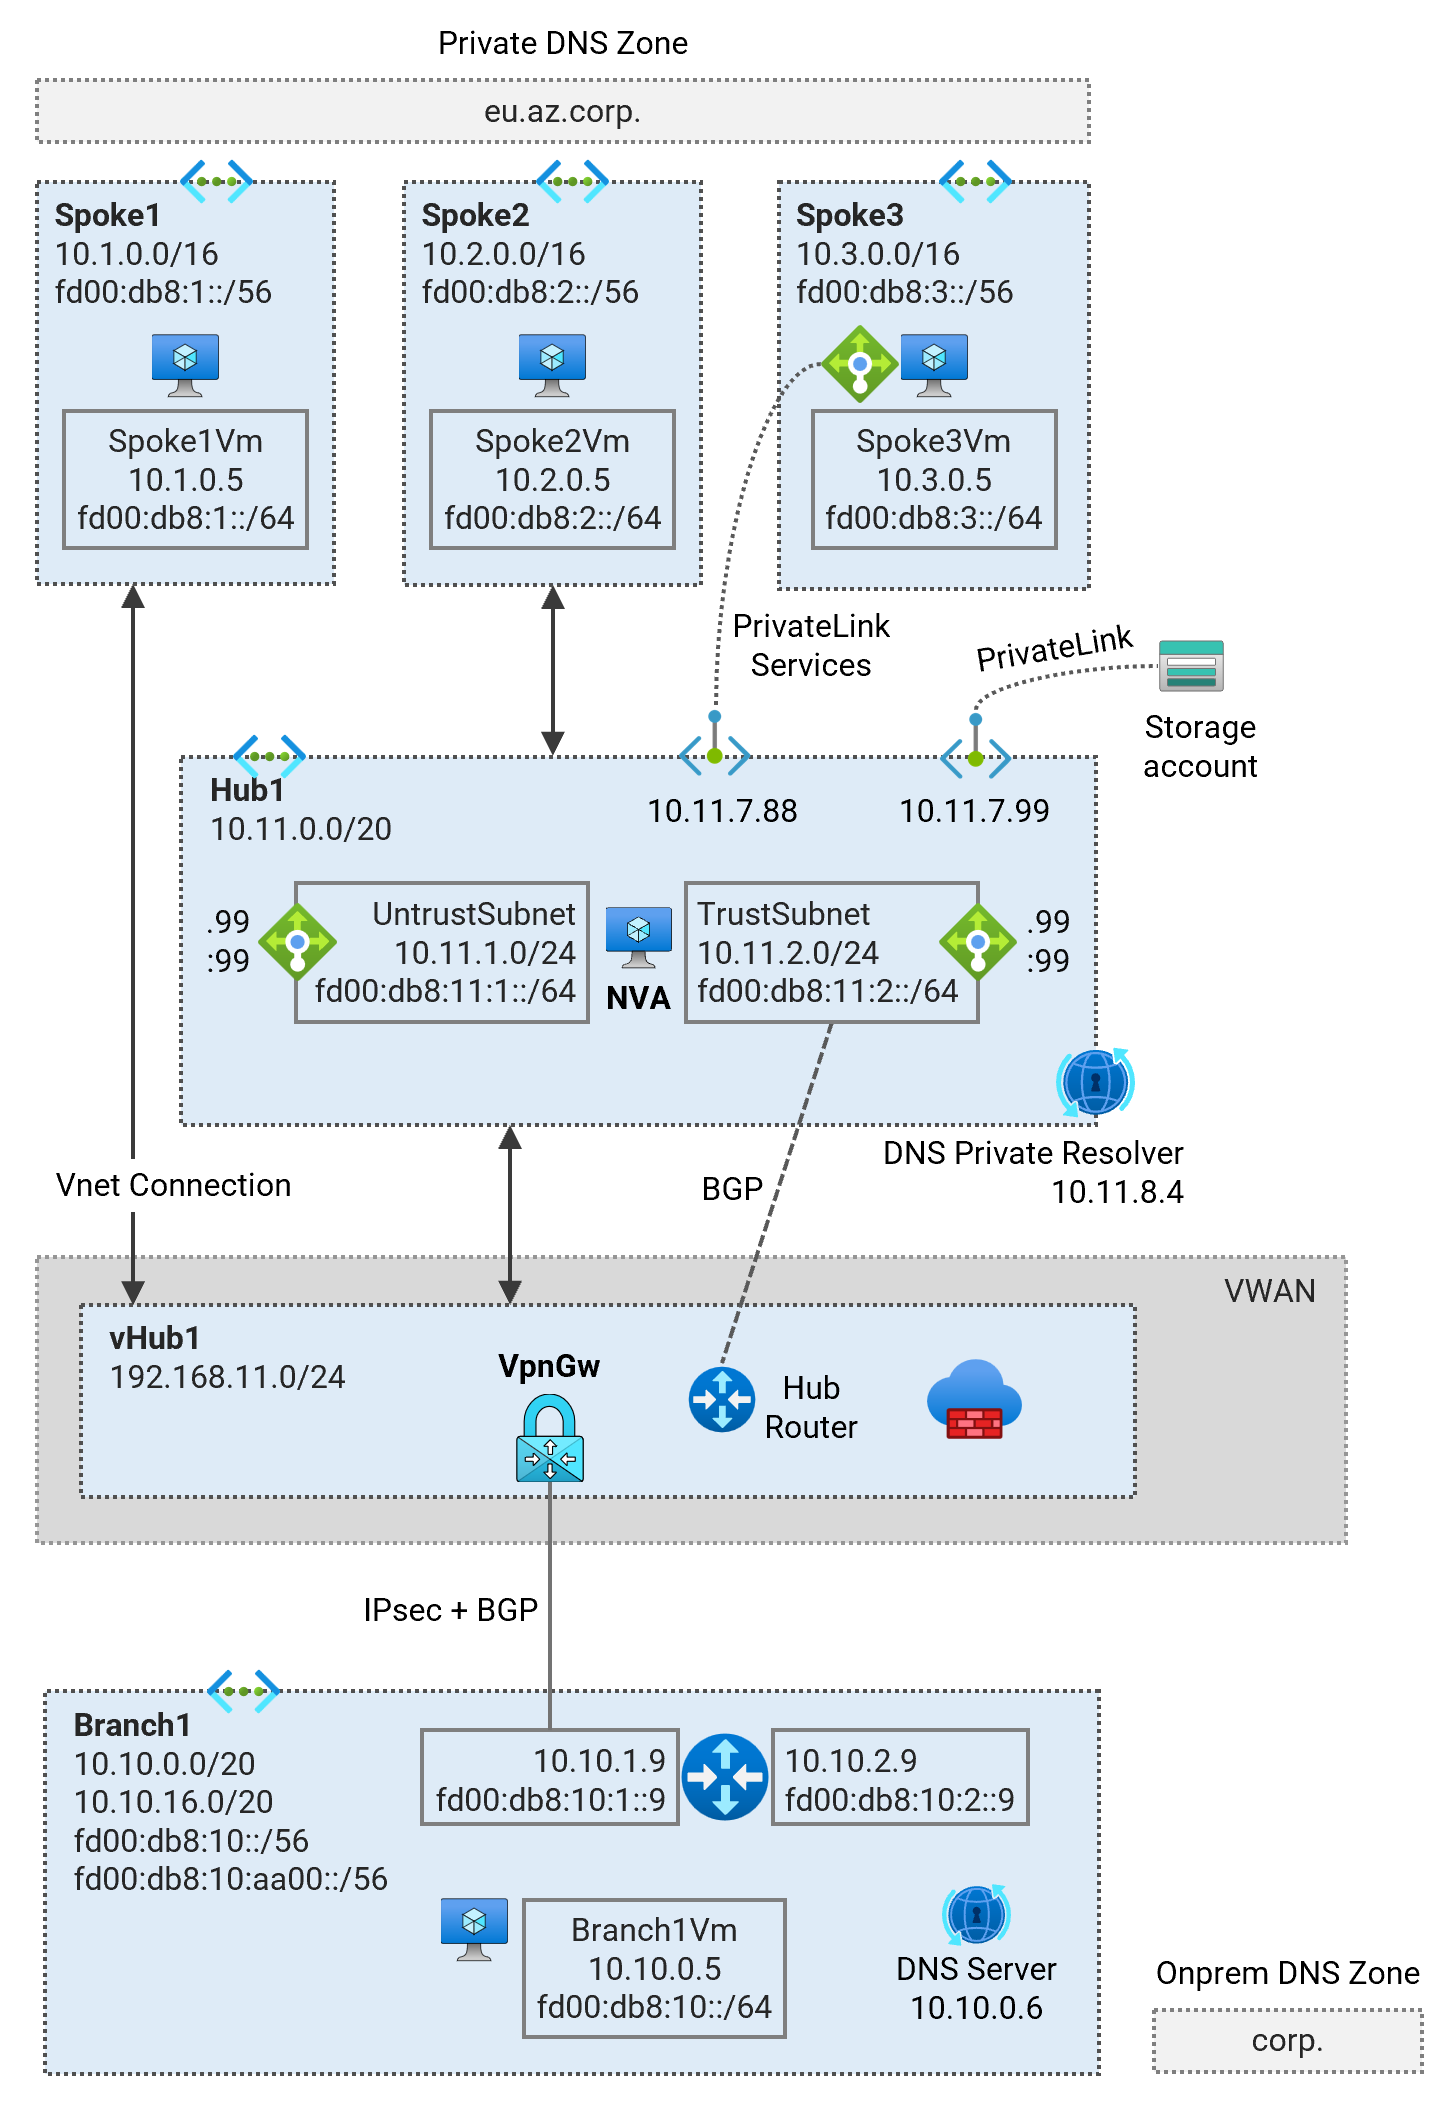 Private DNS Zone
eu.az.corp.
Spoke1
10.1.0.0/16
fd00:db8:1::/56
Spoke1Vm
10.1.0.5
fd00:db8:1::/64
Spoke2
10.2.0.0/16
fd00:db8:2::/56
Spoke2Vm
10.2.0.5
fd00:db8:2::/64
Spoke3
10.3.0.0/16
fd00:db8:3::/56
Spoke3Vm
10.3.0.5
fd00:db8:3::/64
PrivateLink
Services
PrivateLink
Storage
account
Hub1
10.11.0.0/20
10.11.7.88
10.11.7.99
.99
:99
UntrustSubnet
10.11.1.0/24
fd00:db8:11:1::/64
NVA
TrustSubnet
10.11.2.0/24
fd00:db8:11:2::/64
.99
:99
DNS Private Resolver
10.11.8.4
Vnet Connection
BGP
VWAN
vHub1
192.168.11.0/24
VpnGw
Hub
Router
IPsec + BGP
Branch1
10.10.0.0/20
10.10.16.0/20
fd00:db8:10::/56
fd00:db8:10:aa00::/56
10.10.1.9
fd00:db8:10:1::9
10.10.2.9
fd00:db8:10:2::9
Branch1Vm
10.10.0.5
fd00:db8:10::/64
DNS Server
10.10.0.6
Onprem DNS Zone
corp.